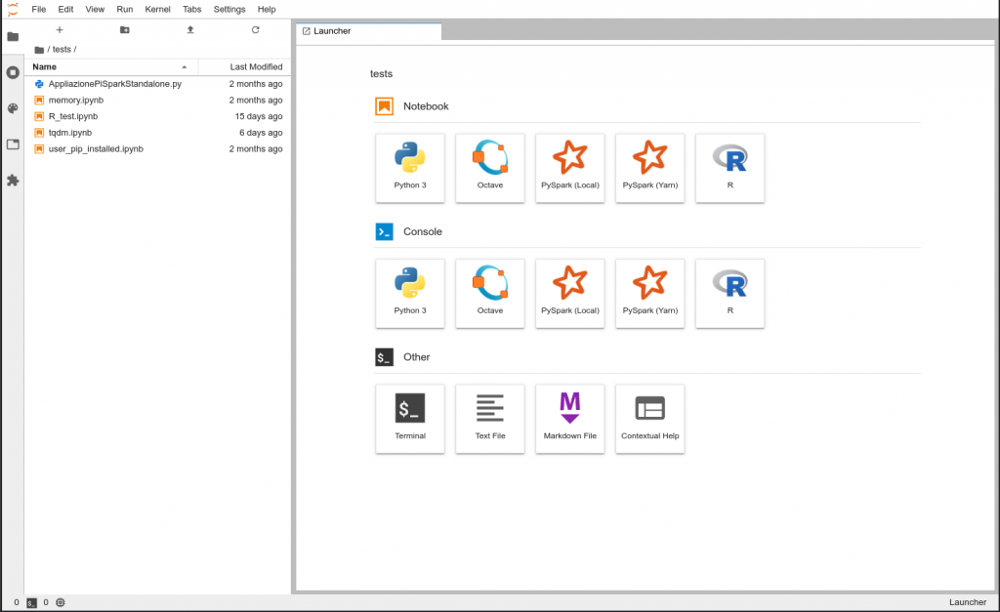 File Edit View Run Kernel Tabs Settings Help
Launcher
/ tests /
Name Last Modified
AppliazionePiSparkStandalone.py 2 months ago
memory.ipynb 2 months ago
R_test.ipynb 15 days ago
tqdm.ipynb 6 days ago
user_pip_installed.ipynb 2 months ago
tests
Notebook
Python 3 Octave PySpark (Local) PySpark (Yarn) R
Console
Python 3 Octave PySpark (Local) PySpark (Yarn) R
$_ Other
$_ M
Terminal Text File Markdown File Contextual Help
0 $_ 0 Launcher